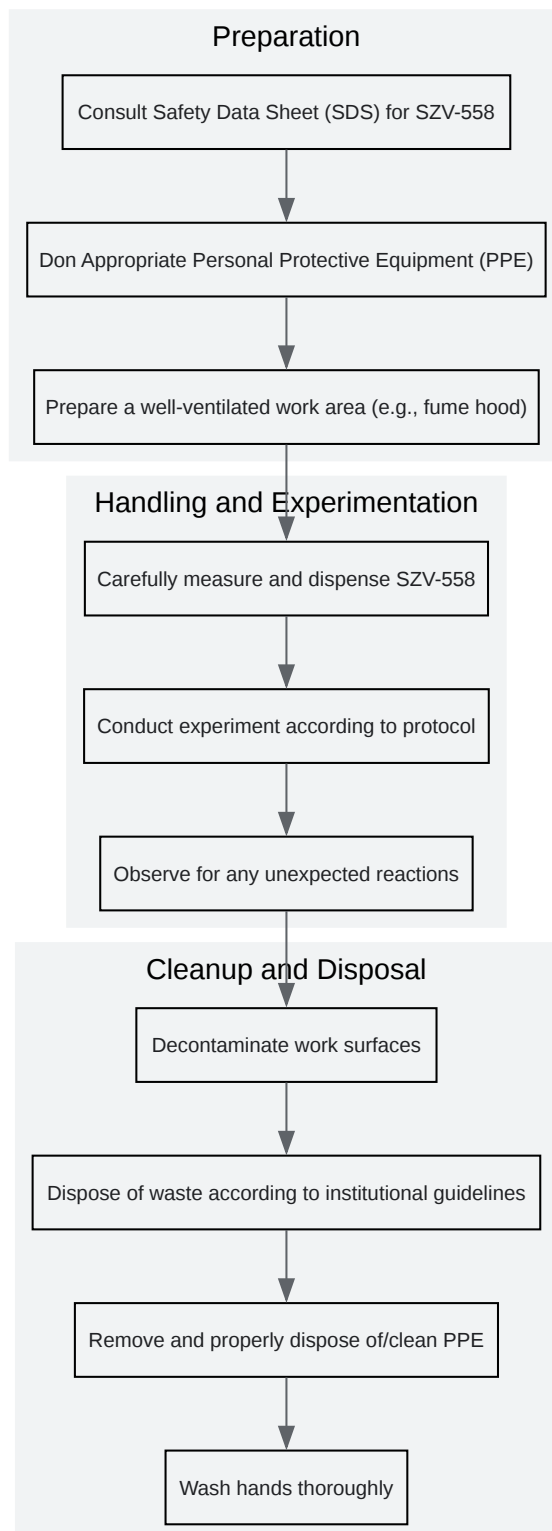 Preparation
Consult Safety Data Sheet (SDS) for SZV-558
Don Appropriate Personal Protective Equipment (PPE)
Prepare a well-ventilated work area (e.g., fume hood)
Handling and Experimentation
Carefully measure and dispense SZV-558
Conduct experiment according to protocol
Observe for any unexpected reactions
Cleanup and Disposal
Decontaminate work surfaces
Dispose of waste according to institutional guidelines
Remove and properly dispose of/clean PPE
Wash hands thoroughly